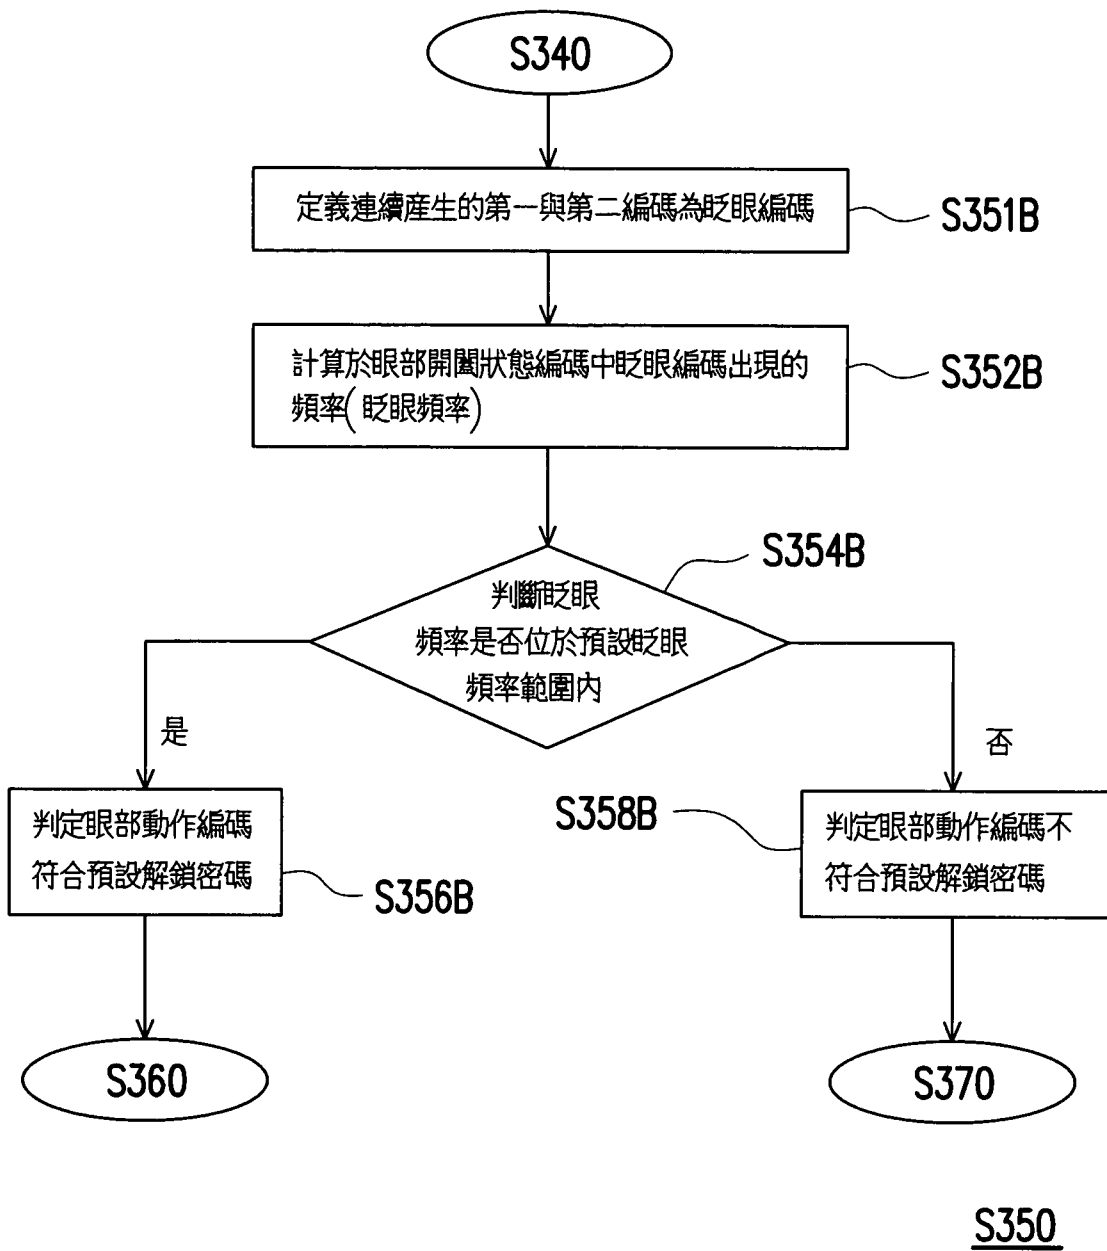 S340
定義連續産生的第一與第二編碼為眨眼編碼
S351B
計算於眼部開闔狀態編碼中眨眼編碼出現的
頻率(眨眼頻率)
S352B
S354B
判斷眨眼
頻率是否位於預設眨眼
頻率範圍內
是
否
判定眼部動作編碼
符合預設解鎖密碼
S356B
S358B
判定眼部動作編碼不
符合預設解鎖密碼
S360
S370
S350